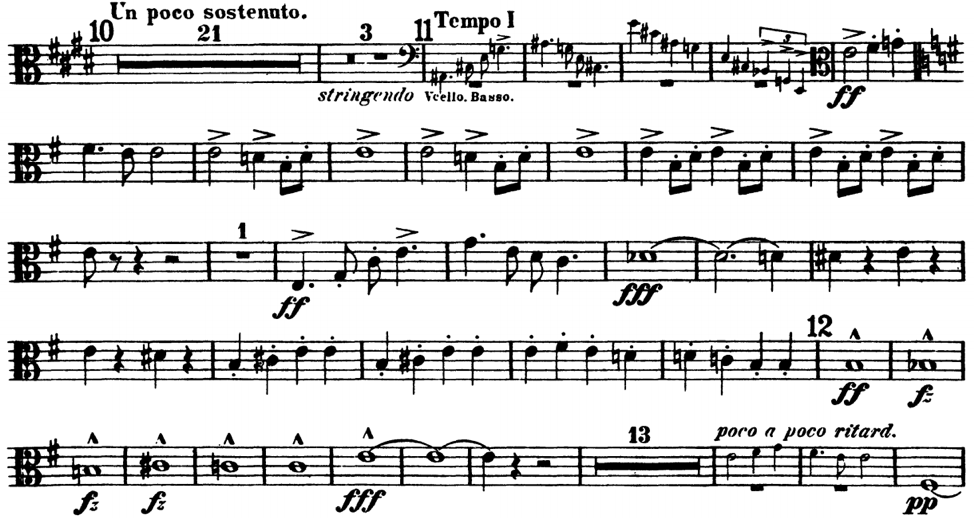 Un poco sostenuto.
10 21 3 11 Tempo I
3
stringendo Vcello. Basso. ff
1
ff fff
12
ff fz
13 poco a poco ritard.
fz fz fff pp